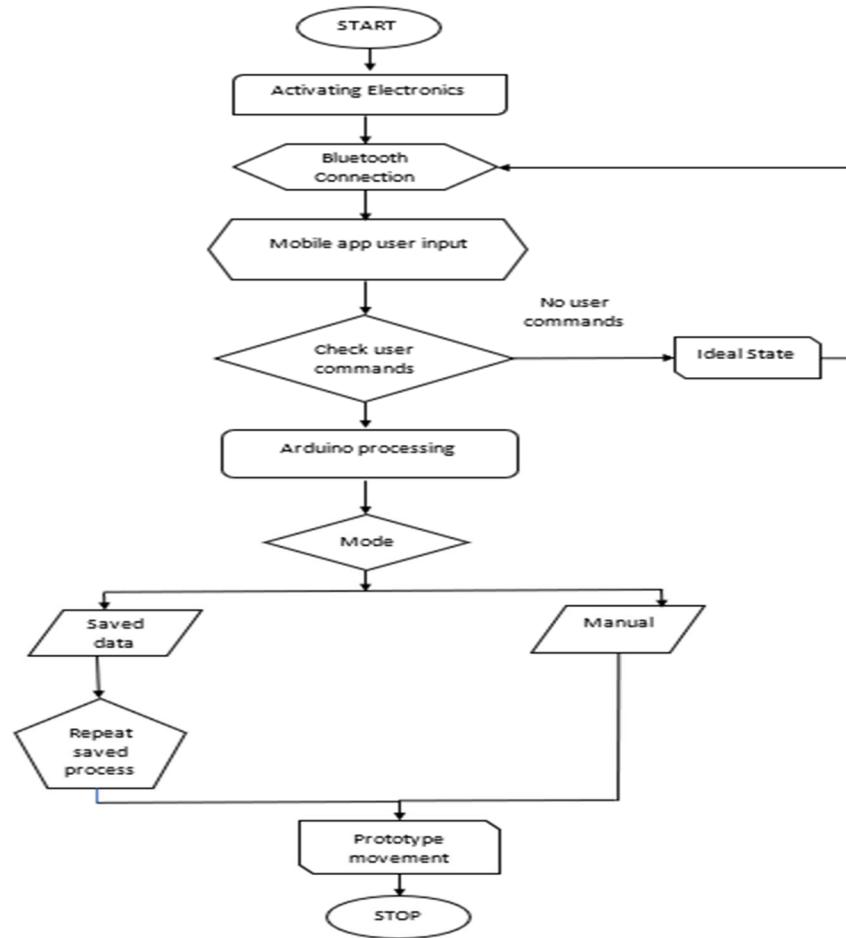 START
Activating Electronics
Bluetooth
Connection
Mobile app user input
No user
commands
Check user
commands
Ideal State
Arduino processing
Mode
Saved
data
Manual
Repeat
saved
process
Prototype
movement
STOP